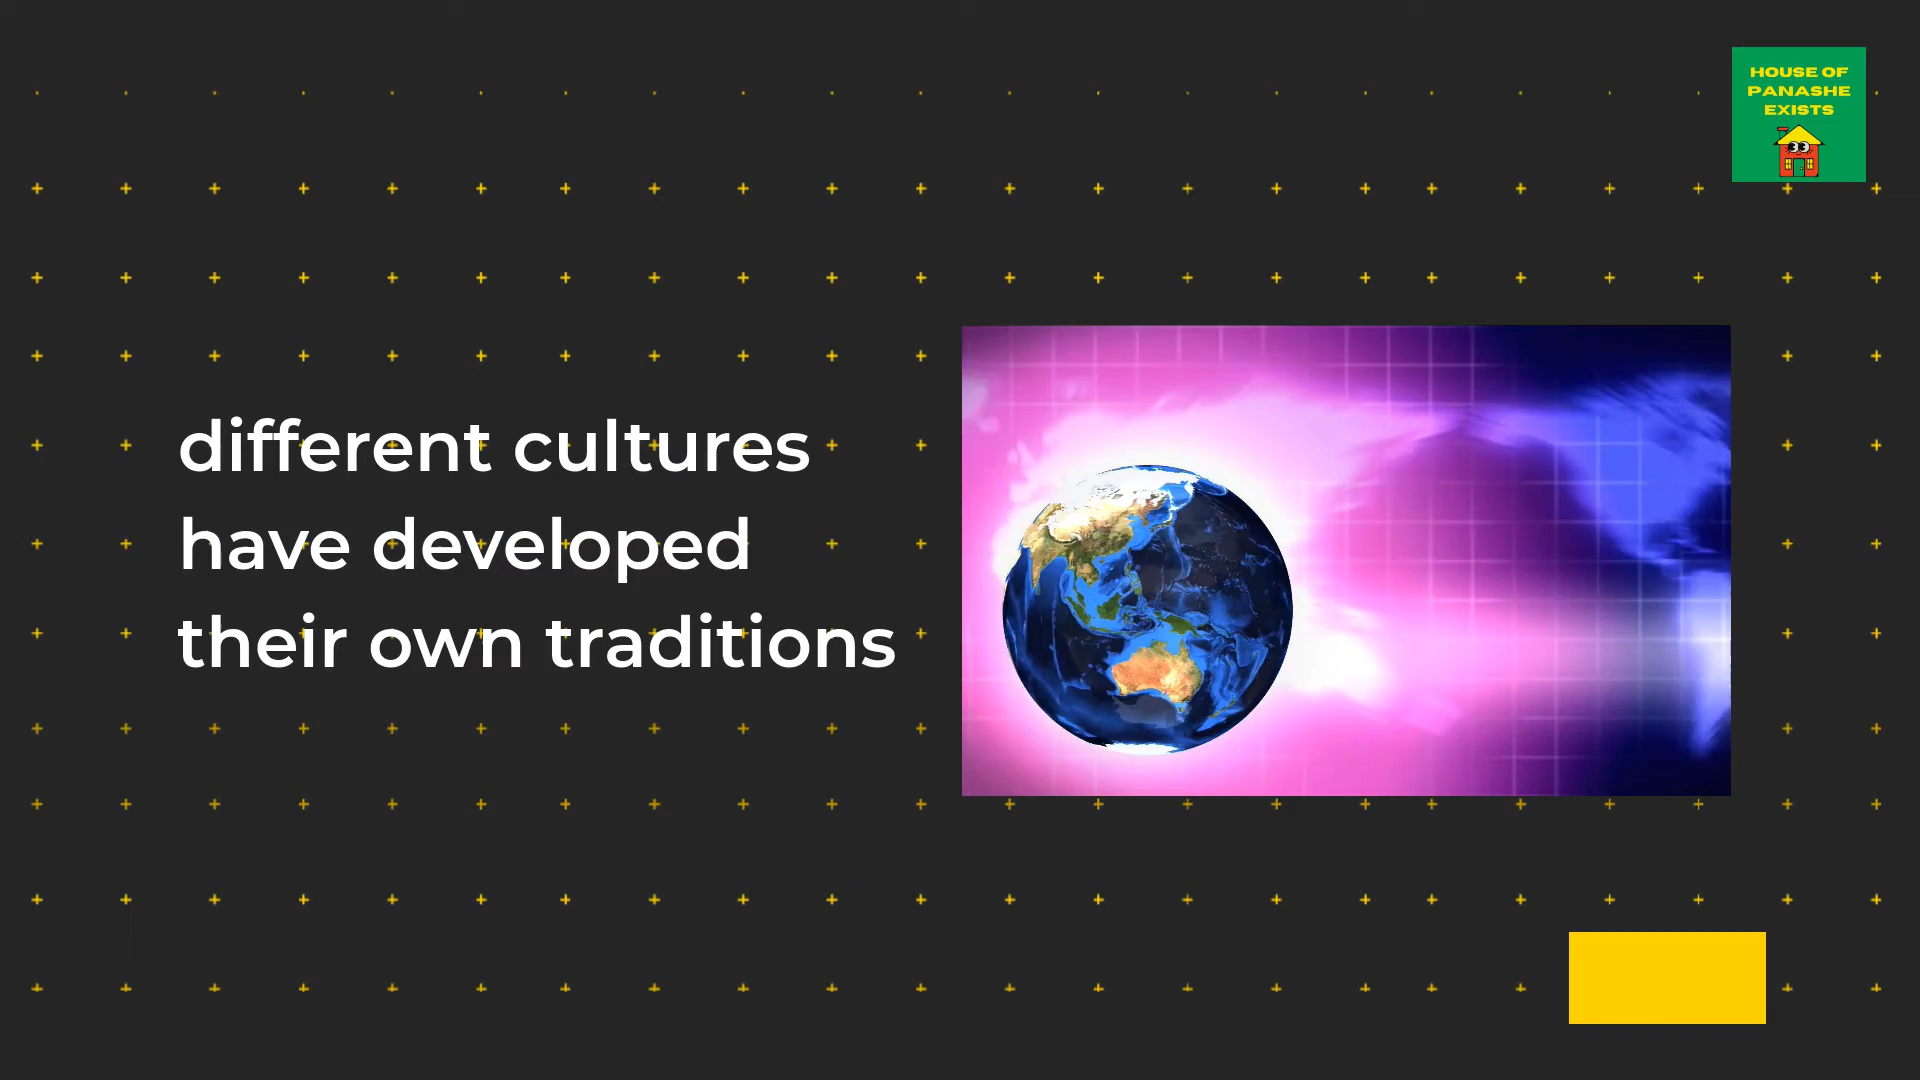 HOUSE OF
PANASHE
EXISTS
different cultures
have developed
their own traditions